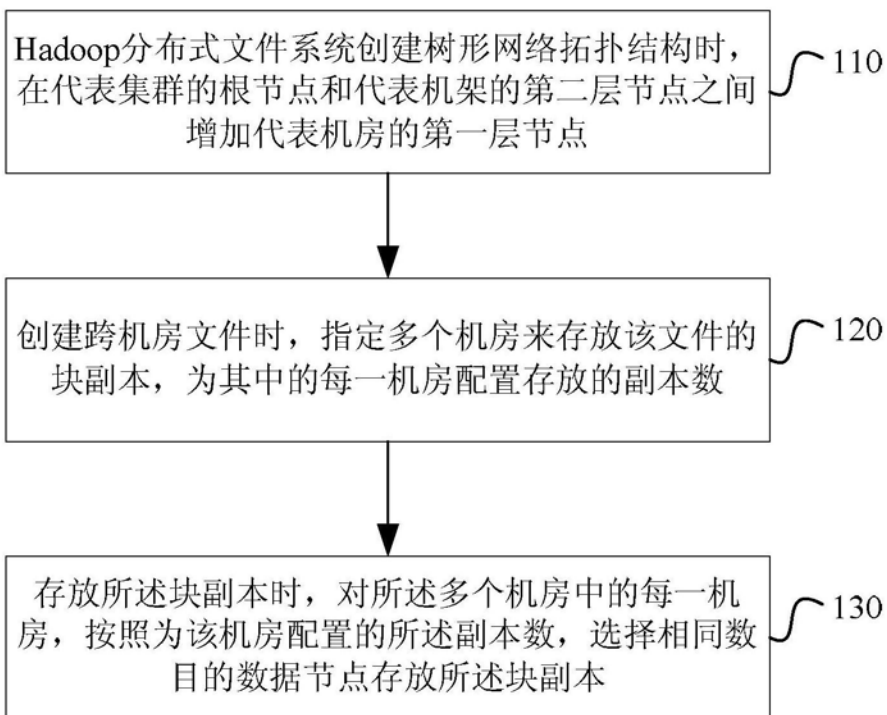 Hadoop分布式文件系统创建树形网络拓扑结构时，
在代表集群的根节点和代表机架的第二层节点之间
增加代表机房的第一层节点
110
创建跨机房文件时，指定多个机房来存放该文件的
块副本，为其中的每一机房配置存放的副本数
120
存放所述块副本时，对所述多个机房中的每一机
房，按照为该机房配置的所述副本数，选择相同数
目的数据节点存放所述块副本
130